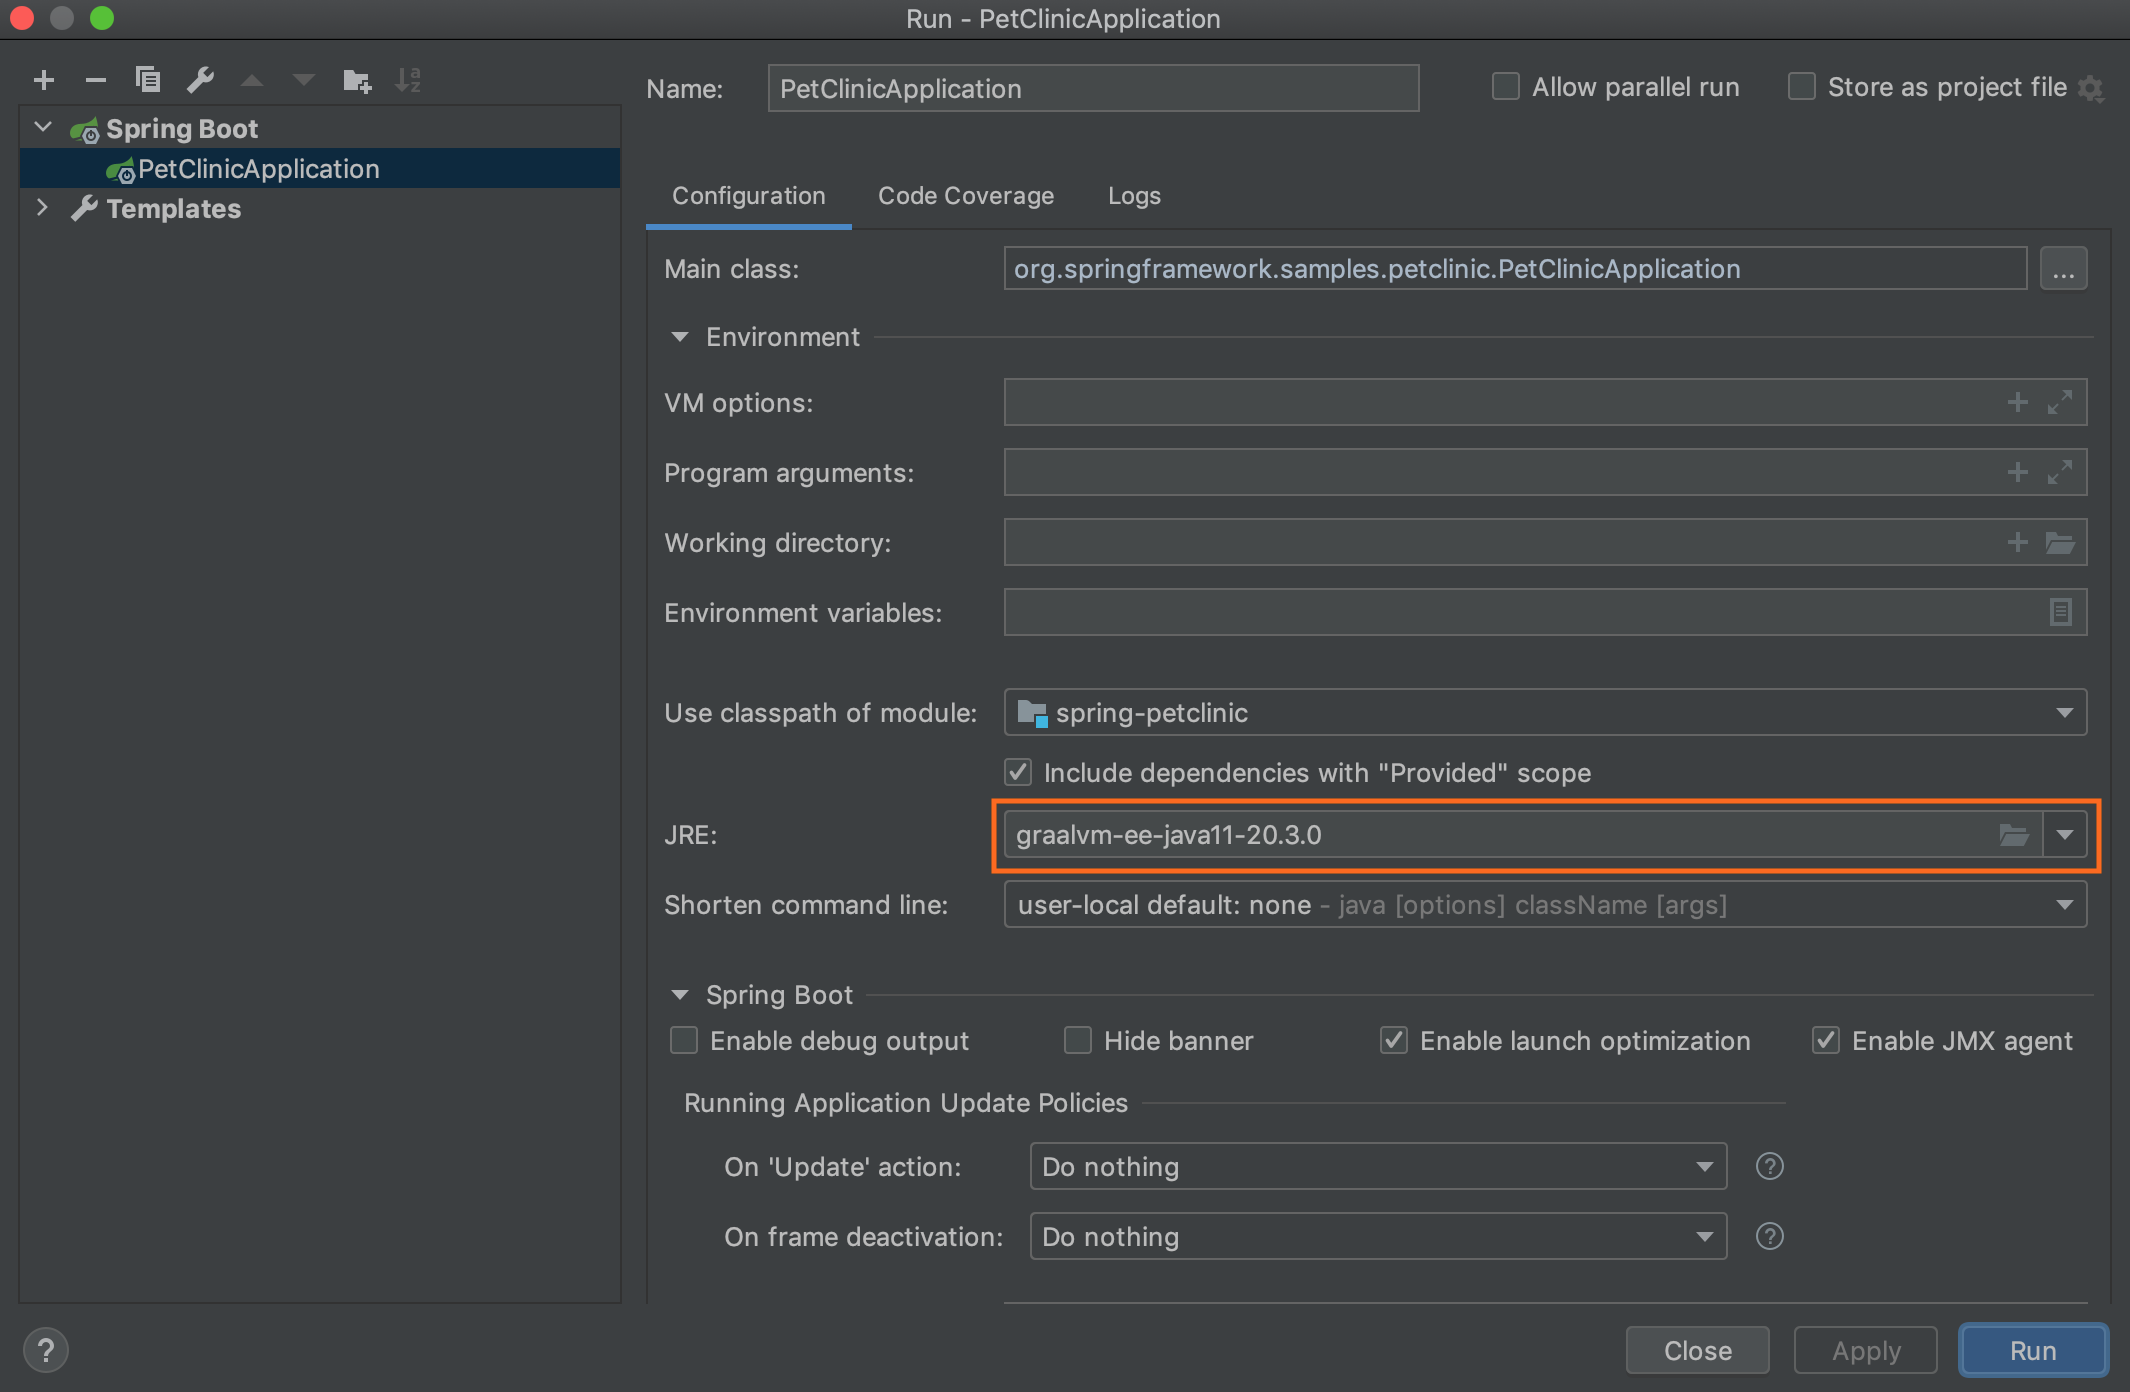 Run - PetClinicApplication
Name: PetClinicApplication Allow parallel run Store as project file
Spring Boot
PetClinicApplication
Templates
Configuration Code Coverage Logs
Main class: org.springframework.samples.petclinic.PetClinicApplication ...
Environment
VM options:
Program arguments:
Working directory:
Environment variables:
Use classpath of module: spring-petclinic
Include dependencies with "Provided" scope
JRE: graalvm-ee-java11-20.3.0
Shorten command line: user-local default: none - java [options] className [args]
Spring Boot
Enable debug output Hide banner Enable launch optimization Enable JMX agent
Running Application Update Policies
On 'Update' action: Do nothing ?
On frame deactivation: Do nothing ?
? Close Apply Run